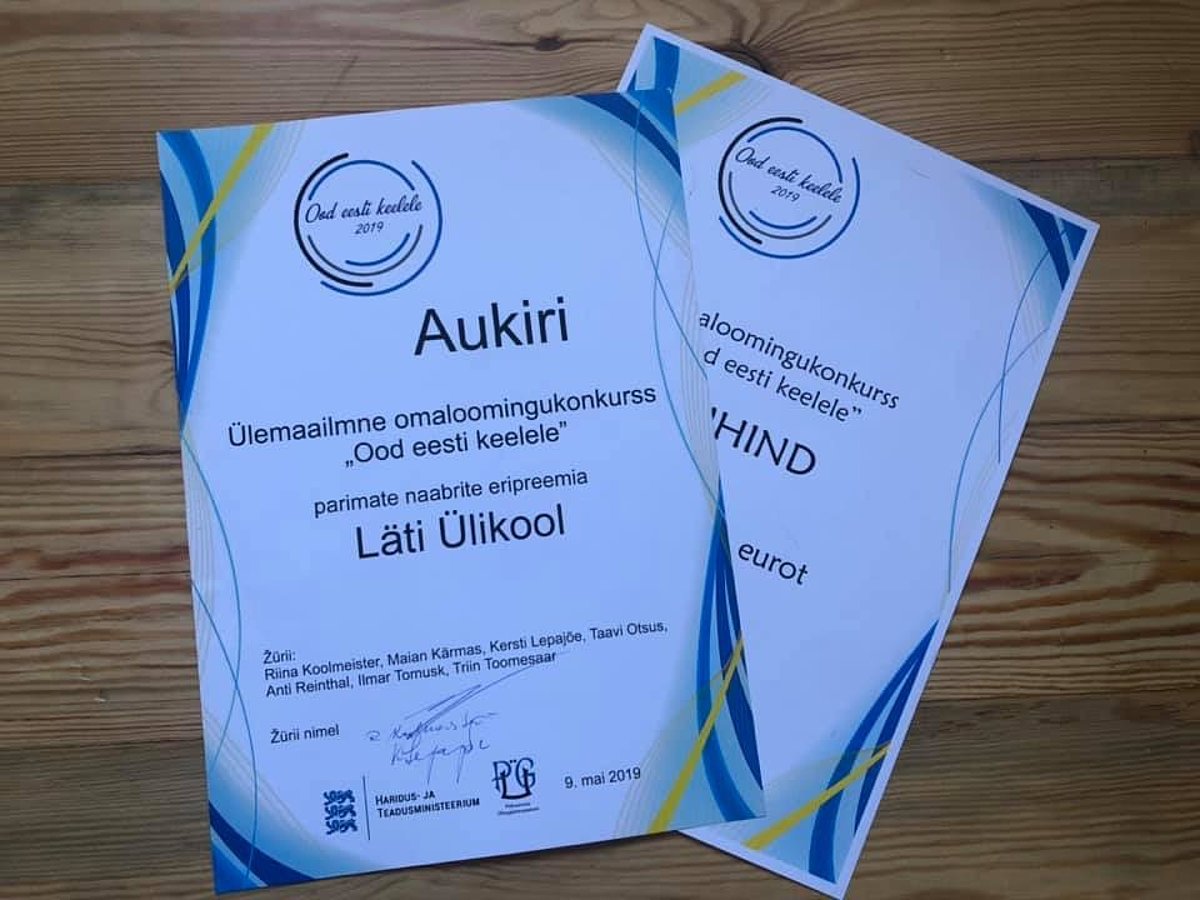 Ood eesti keelele
2019
Aukiri
Ülemaailmne omaloomingukonkurss
„Ood eesti keelele”
parimate naabrite eripreemia
Läti Ülikool
Žürii:
Riina Koolmeister, Maian Kärmas, Kersti Lepajõe, Taavi Otsus,
Anti Reinthal, Ilmar Tomusk, Triin Toomesaar
Žürii nimel
HARIDUS- JA
TEADUSMINISTEERIUM
9. mai 2019
Ood eesti keelele
2019
aloomingukonkurss
d eesti keelele”
IHIND
eurot